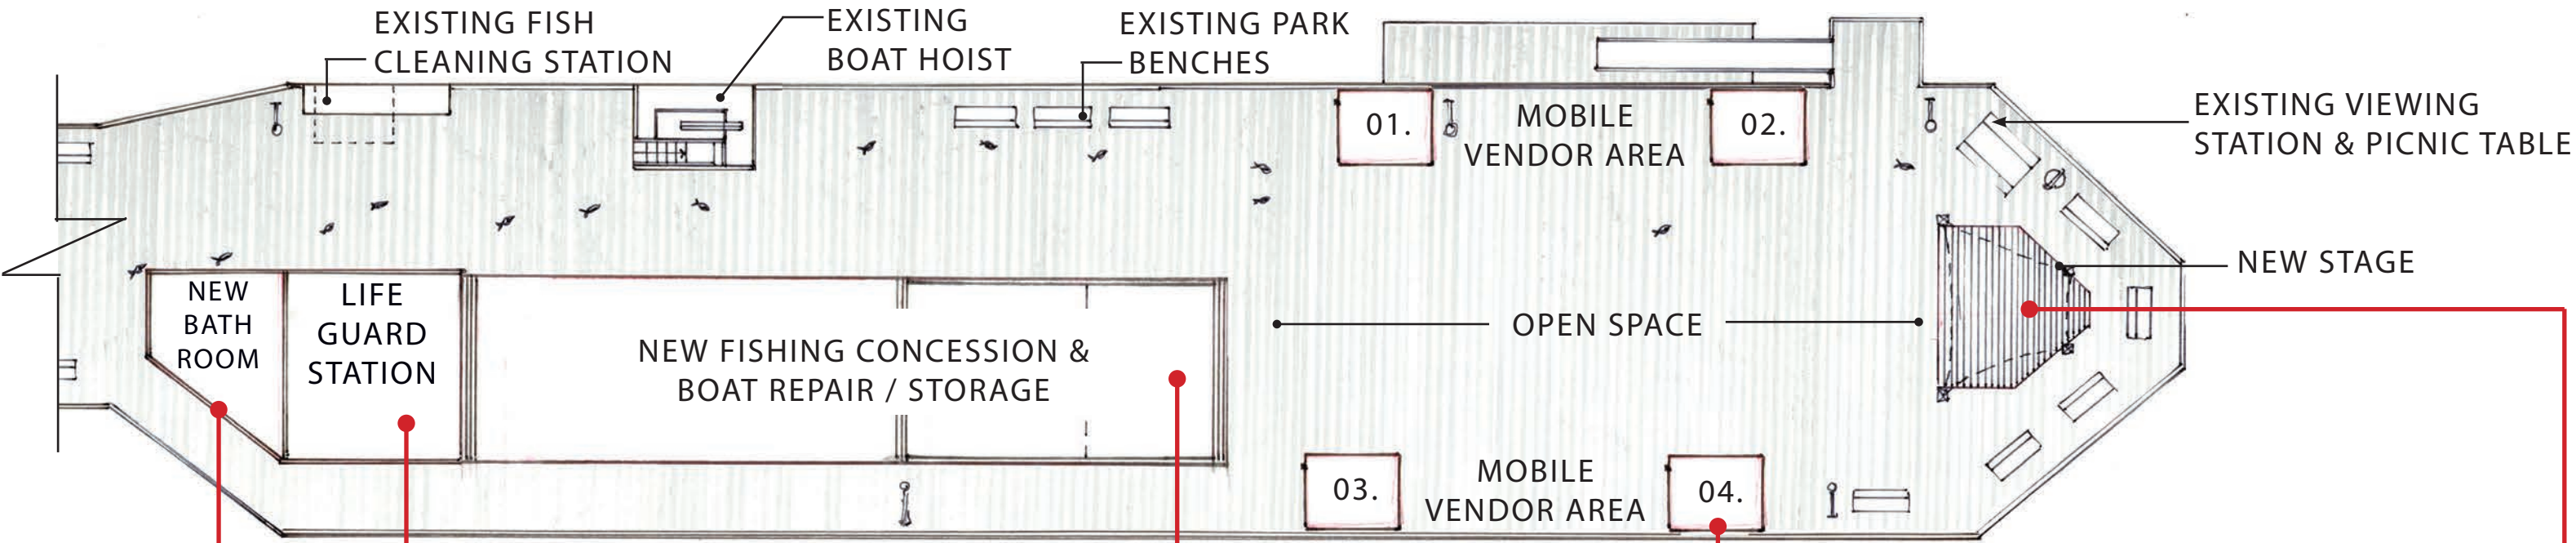 EXISTING FISH
CLEANING STATION
EXISTING
BOAT HOIST
EXISTING PARK
BENCHES
01.
MOBILE
VENDOR AREA
02.
EXISTING VIEWING
STATION & PICNIC TABLE
NEW STAGE
NEW
BATH
ROOM
LIFE
GUARD
STATION
NEW FISHING CONCESSION &
BOAT REPAIR / STORAGE
OPEN SPACE
03.
MOBILE
VENDOR AREA
04.